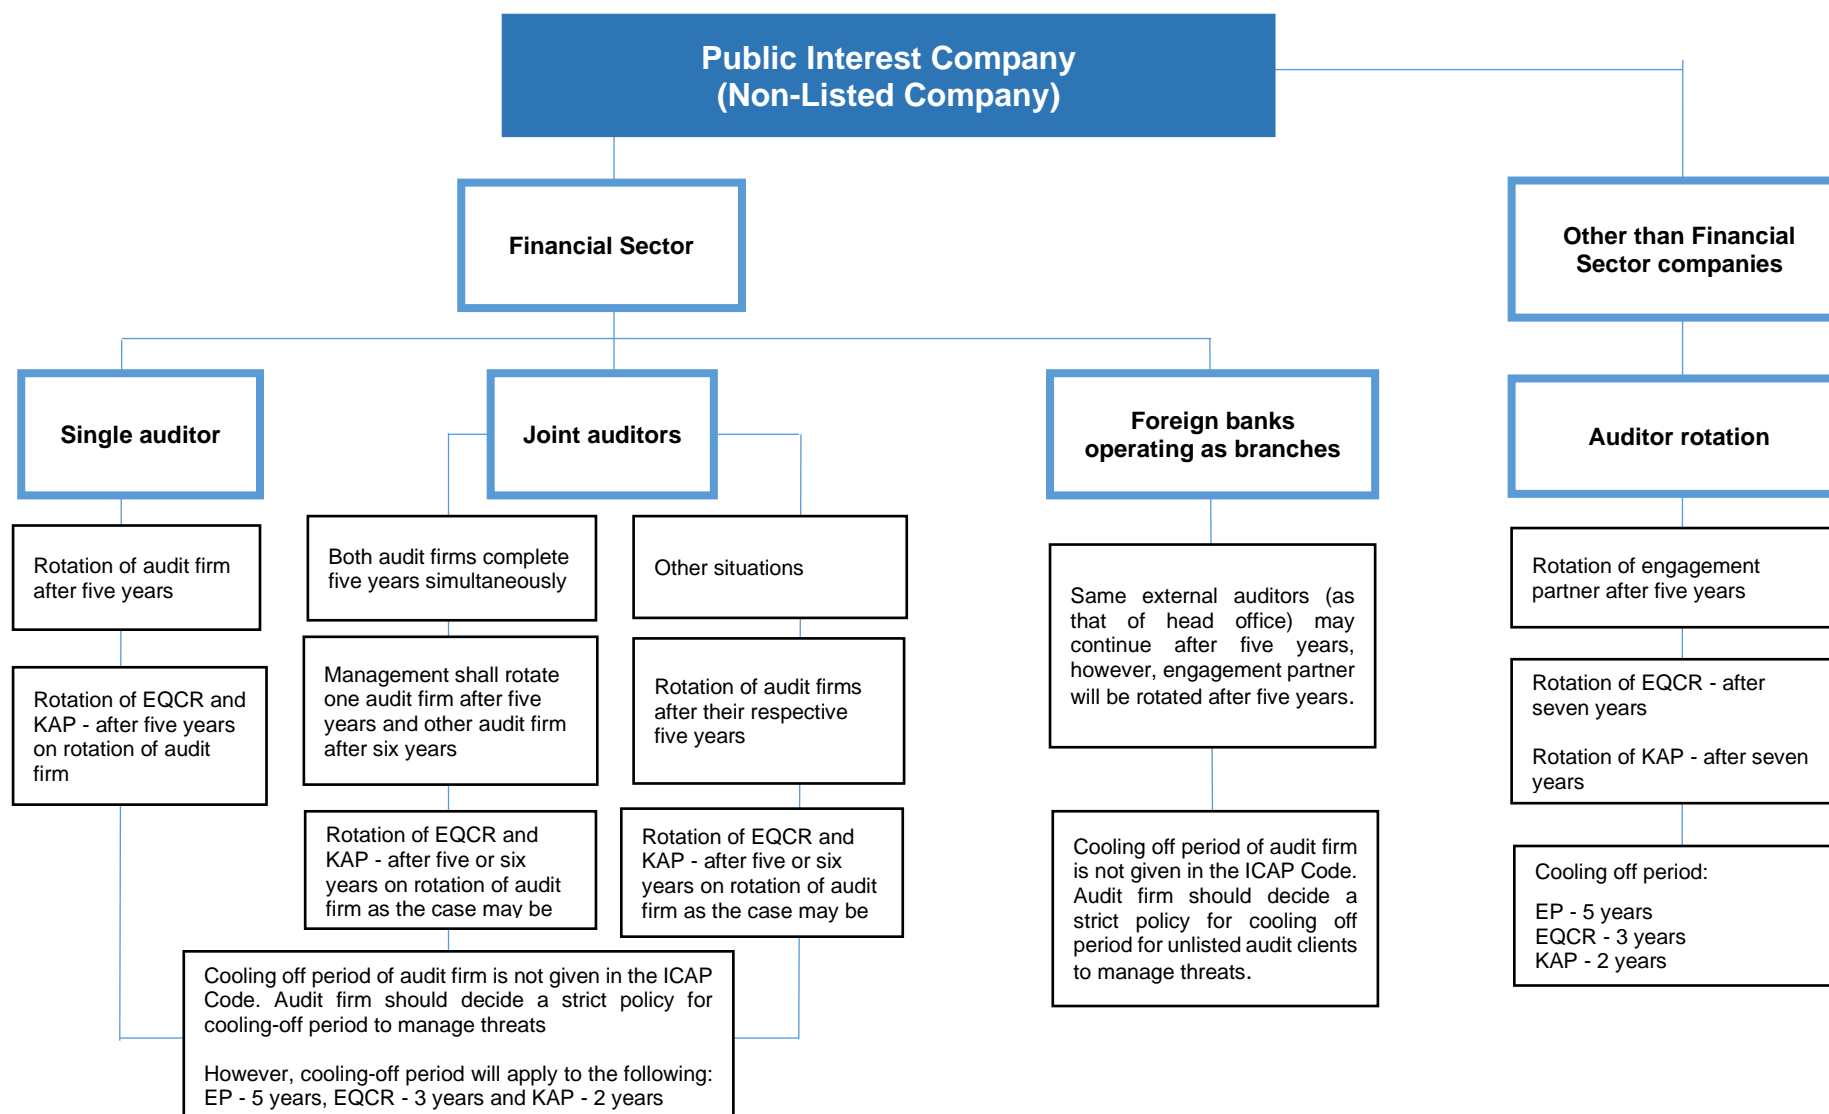 Public Interest Company
(Non-Listed Company)
Financial Sector
Other than Financial
Sector companies
Single auditor
Joint auditors
Foreign banks
operating as branches
Auditor rotation
Rotation of audit firm
after five years
Both audit firms complete
five years simultaneously
Other situations
Same external auditors (as
that of head office) may
continue after five years,
however, engagement partner
will be rotated after five years.
Rotation of engagement
partner after five years
Rotation of EQCR and
KAP - after five years
on rotation of audit
firm
Management shall rotate
one audit firm after five
years and other audit firm
after six years
Rotation of audit firms
after their respective
five years
Rotation of EQCR - after
seven years
Rotation of KAP - after seven
years
Rotation of EQCR and
KAP - after five or six
years on rotation of audit
firm as the case may be
Rotation of EQCR and
KAP - after five or six
years on rotation of audit
firm as the case may be
Cooling off period of audit firm
is not given in the ICAP Code.
Audit firm should decide a
strict policy for cooling off
period for unlisted audit clients
to manage threats.
Cooling off period:
EP - 5 years
EQCR - 3 years
KAP - 2 years
Cooling off period of audit firm is not given in the ICAP
Code. Audit firm should decide a strict policy for
cooling-off period to manage threats
However, cooling-off period will apply to the following:
EP - 5 years, EQCR - 3 years and KAP - 2 years